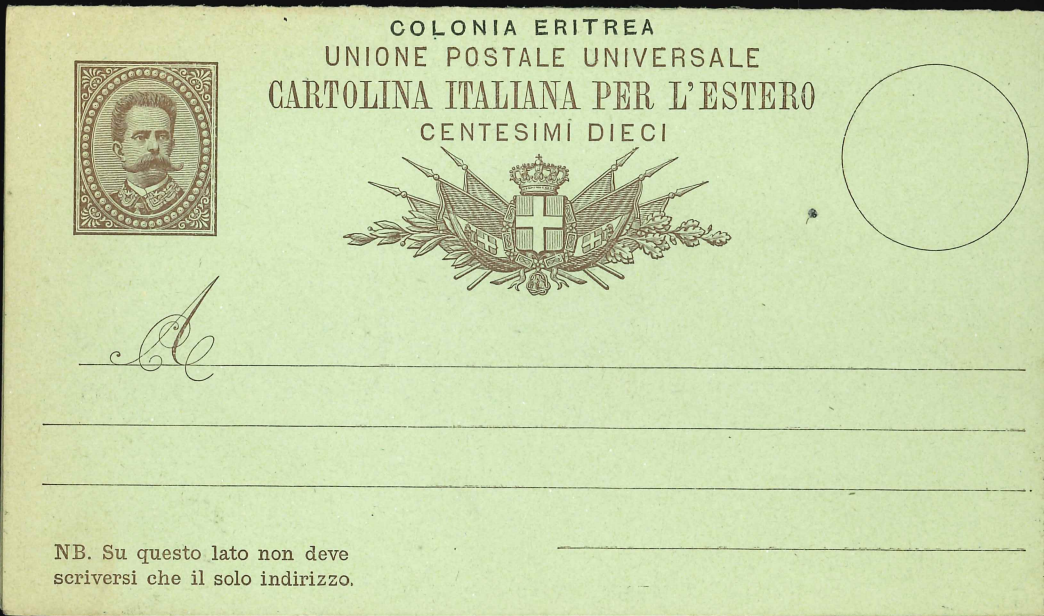 COLONIA ERITREA
UNIONE POSTALE UNIVERSALE
CARTOLINA ITALIANA PER L'ESTERO
CENTESIMI DIECI
A
NB. Su questo lato non deve
scriversi che il solo indirizzo.